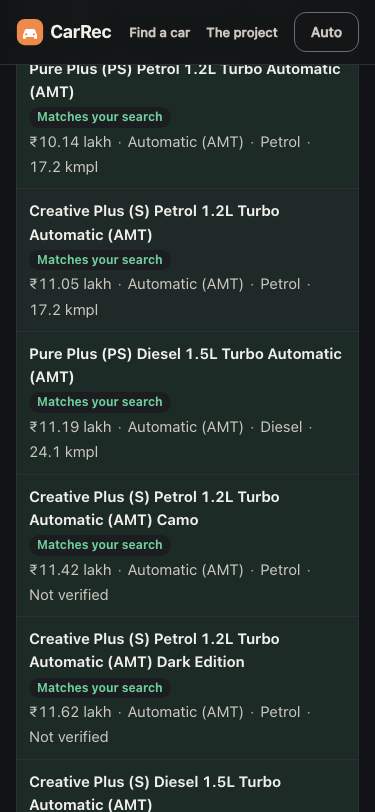 CarRec
Find a car
The project
Auto
Pure Plus (PS) Petrol 1.2L Turbo Automatic
(AMT)
Matches your search
₹10.14 lakh · Automatic (AMT) · Petrol ·
17.2 kmpl
Creative Plus (S) Petrol 1.2L Turbo
Automatic (AMT)
Matches your search
₹11.05 lakh · Automatic (AMT) · Petrol ·
17.2 kmpl
Pure Plus (PS) Diesel 1.5L Turbo Automatic
(AMT)
Matches your search
₹11.19 lakh · Automatic (AMT) · Diesel ·
24.1 kmpl
Creative Plus (S) Petrol 1.2L Turbo
Automatic (AMT) Camo
Matches your search
₹11.42 lakh · Automatic (AMT) · Petrol ·
Not verified
Creative Plus (S) Petrol 1.2L Turbo
Automatic (AMT) Dark Edition
Matches your search
₹11.62 lakh · Automatic (AMT) · Petrol ·
Not verified
Creative Plus (S) Diesel 1.5L Turbo
Automatic (AMT)